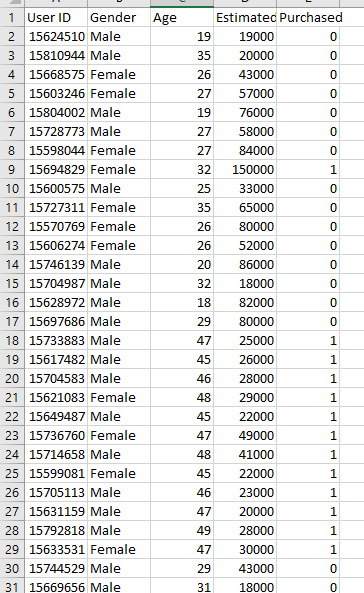 1 User ID Gender Age Estimated Purchased
2 15624510 Male 19 19000 0
3 15810944 Male 35 20000 0
4 15668575 Female 26 43000 0
5 15603246 Female 27 57000 0
6 15804002 Male 19 76000 0
7 15728773 Male 27 58000 0
8 15598044 Female 27 84000 0
9 15694829 Female 32 150000 1
10 15600575 Male 25 33000 0
11 15727311 Female 35 65000 0
12 15570769 Female 26 80000 0
13 15606274 Female 26 52000 0
14 15746139 Male 20 86000 0
15 15704987 Male 32 18000 0
16 15628972 Male 18 82000 0
17 15697686 Male 29 80000 0
18 15733883 Male 47 25000 1
19 15617482 Male 45 26000 1
20 15704583 Male 46 28000 1
21 15621083 Female 48 29000 1
22 15649487 Male 45 22000 1
23 15736760 Female 47 49000 1
24 15714658 Male 48 41000 1
25 15599081 Female 45 22000 1
26 15705113 Male 46 23000 1
27 15631159 Male 47 20000 1
28 15792818 Male 49 28000 1
29 15633531 Female 47 30000 1
30 15744529 Male 29 43000 0
31 15669656 Male 31 18000 0